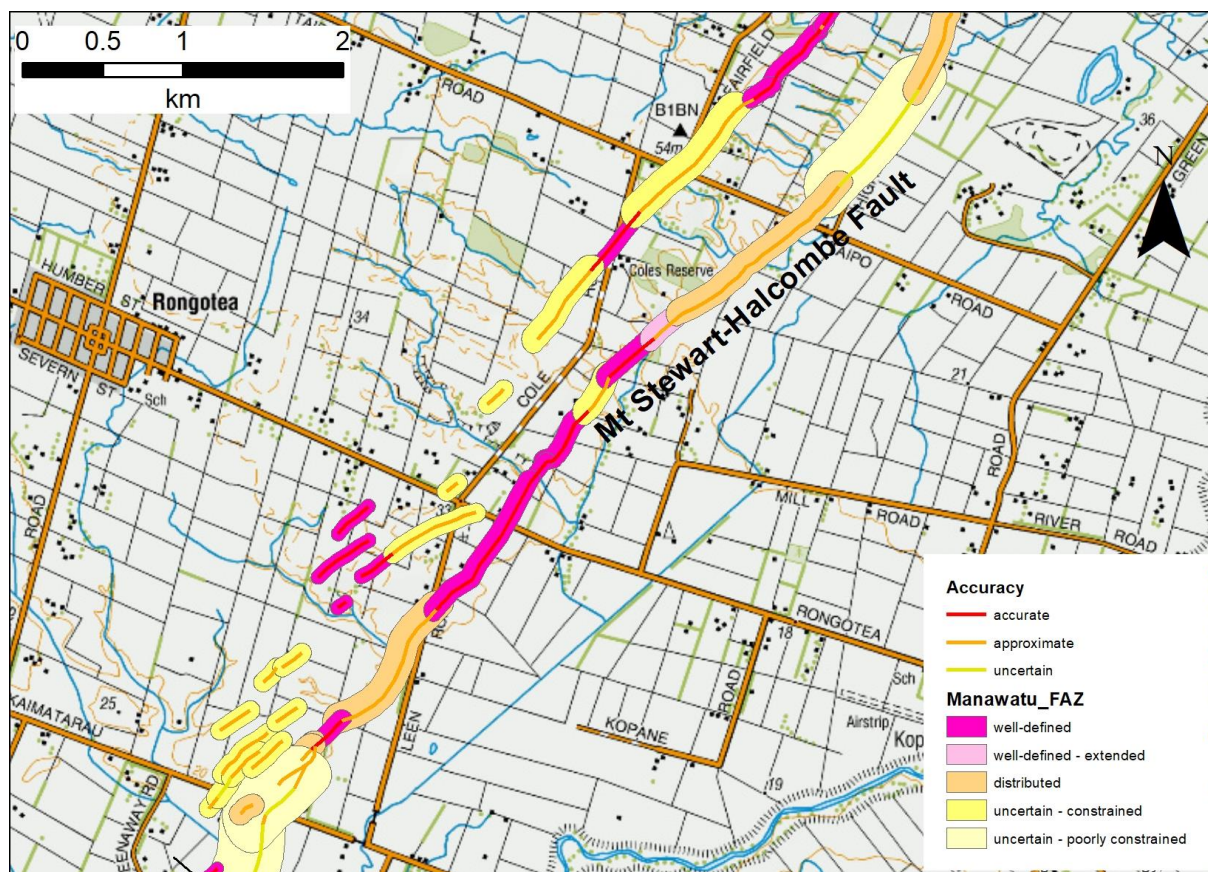 0 0.5 1 2
km
ROAD
FAIRFIELD
B1BN
54m
36
N
GREEN
HUMBER ST
Rongotea
SEVERN ST
Sch
34
Coles Reserve
Mt Stewart-Halcombe Fault
ROAD
COLE
21
ROAD
33
MILL ROAD
RIVER ROAD
ROAD
RONGOTEA
18
ROAD
Sch
KAIMATARAU
25
20
LEEN
KOPANE
Airstrip
Kop
19
EENAWAY RD
Accuracy
accurate
approximate
uncertain
Manawatu_FAZ
well-defined
well-defined - extended
distributed
uncertain - constrained
uncertain - poorly constrained